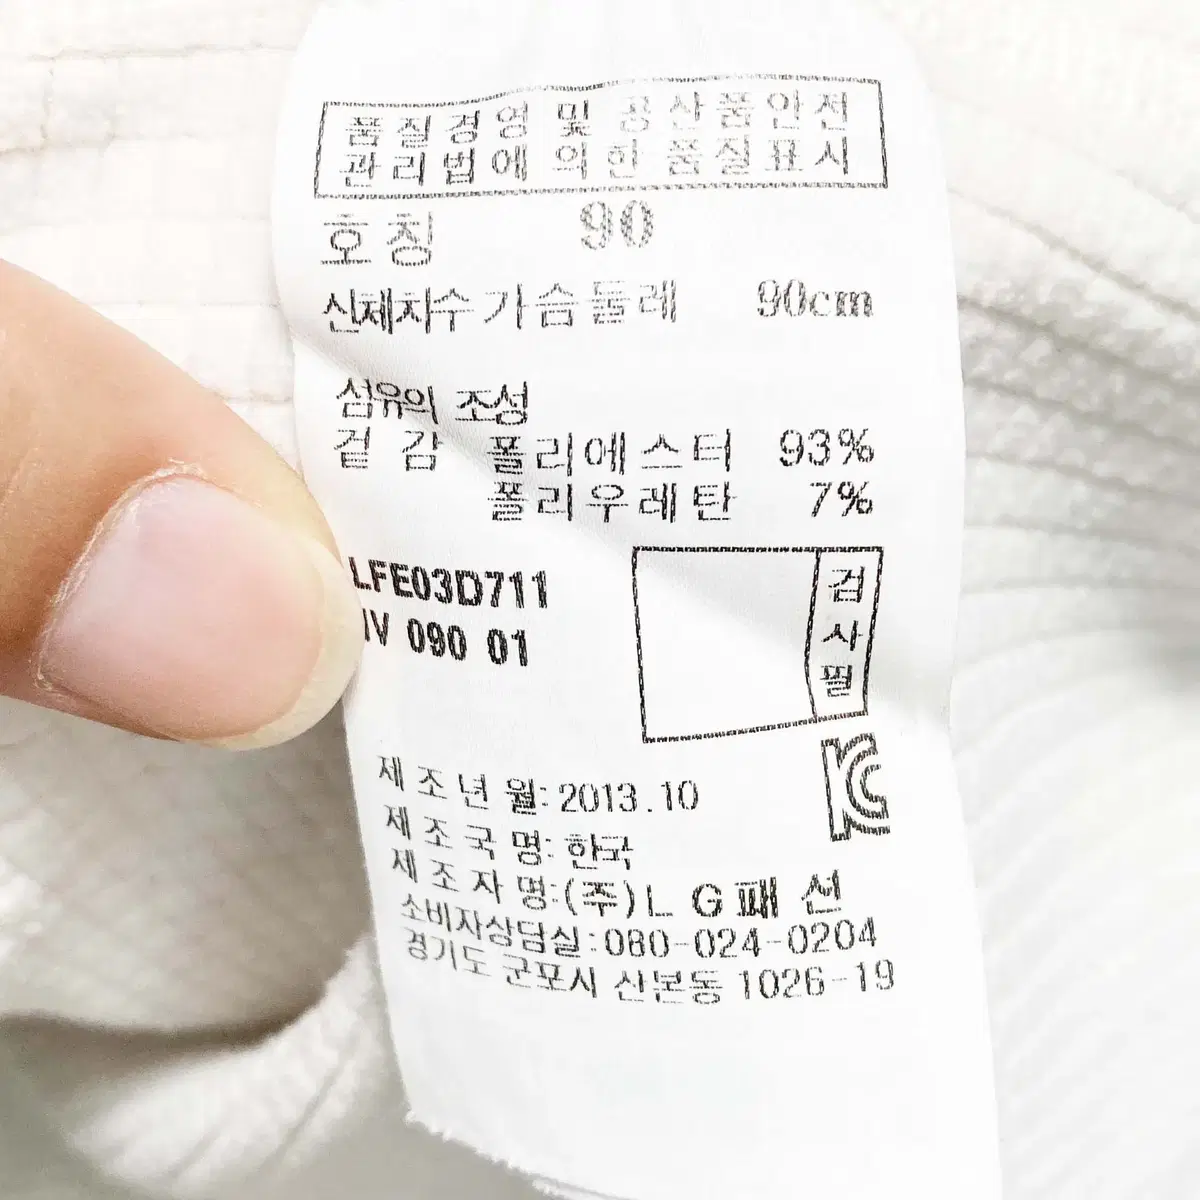 품질경영 및 공산품안전
관리법에 의한 품질표시
호칭 90
신체치수 가슴둘레 90cm
섬유의 조성
겉감 폴리에스터 93%
폴리우레탄 7%
LFE03D711
IV 090 01
검사필
제조년월: 2013.10
제조국명: 한국
제조자명:(주)LG패션
소비자상담실:080-024-0204
경기도 군포시 산본동 1026-19